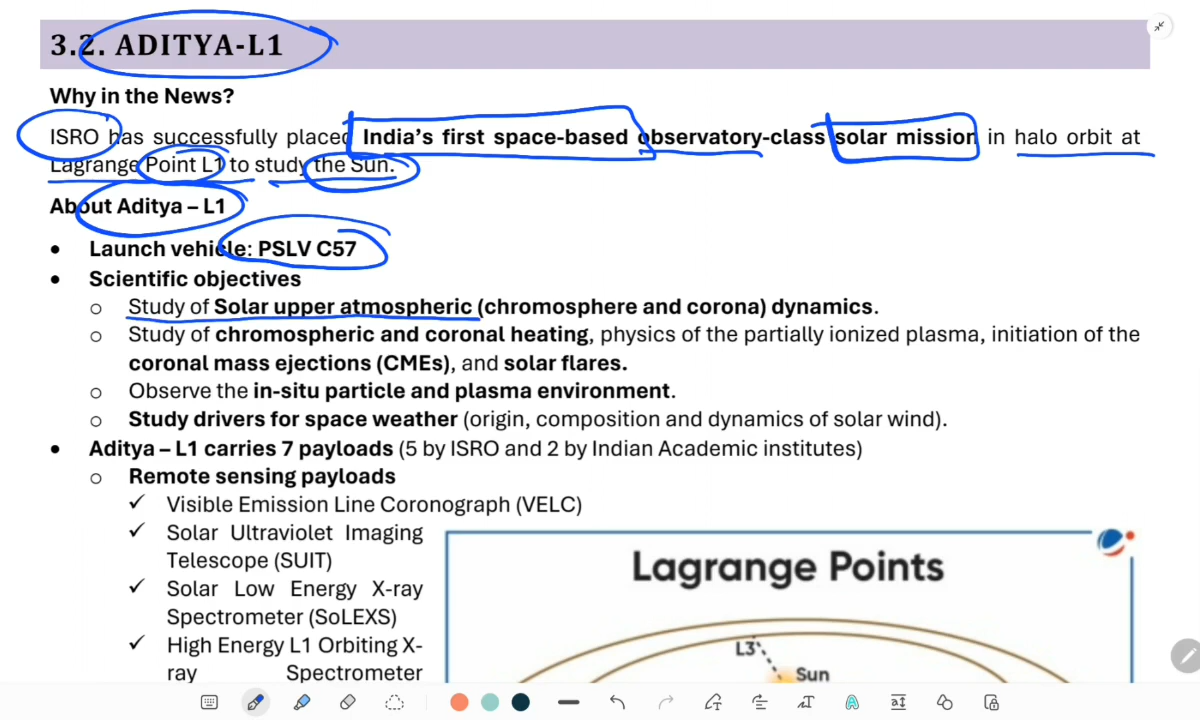 3.2. ADITYA-L1
Why in the News?
ISRO has successfully placed India's first space-based observatory-class solar mission in halo orbit at
Lagrange Point L1 to study the Sun.
About Aditya – L1
• Launch vehicle: PSLV C57
• Scientific objectives
o Study of Solar upper atmospheric (chromosphere and corona) dynamics.
o Study of chromospheric and coronal heating, physics of the partially ionized plasma, initiation of the
coronal mass ejections (CMEs), and solar flares.
o Observe the in-situ particle and plasma environment.
o Study drivers for space weather (origin, composition and dynamics of solar wind).
• Aditya – L1 carries 7 payloads (5 by ISRO and 2 by Indian Academic institutes)
o Remote sensing payloads
✓ Visible Emission Line Coronograph (VELC)
✓ Solar Ultraviolet Imaging
Telescope (SUIT)
✓ Solar Low Energy X-ray
Spectrometer (SoLEXS)
✓ High Energy L1 Orbiting X-
ray Spectrometer
Lagrange Points
L3
Sun